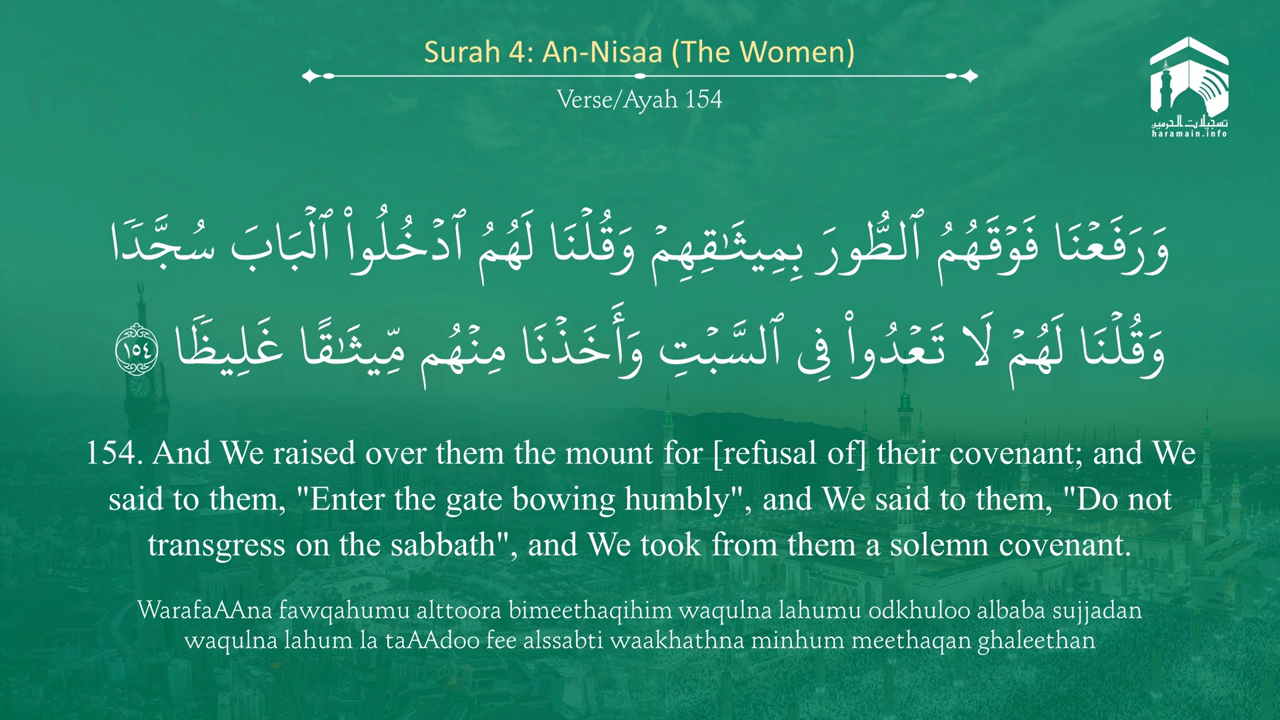 Surah 4: An-Nisaa (The Women)
Verse/Ayah 154
تسجيلات الحرمين
haramain.info
وَرَفَعۡنَا فَوۡقَهُمُ ٱلطُّورَ بِمِيثَٰقِهِمۡ وَقُلۡنَا لَهُمُ ٱدۡخُلُواْ ٱلۡبَابَ سُجَّدٗا
وَقُلۡنَا لَهُمۡ لَا تَعۡدُواْ فِي ٱلسَّبۡتِ وَأَخَذۡنَا مِنۡهُم مِّيثَٰقًا غَلِيظٗا ١٥٤
154. And We raised over them the mount for [refusal of] their covenant; and We
said to them, "Enter the gate bowing humbly", and We said to them, "Do not
transgress on the sabbath", and We took from them a solemn covenant.
WarafaAAna fawqahumu alttoora bimeethaqihim waqulna lahumu odkhuloo albaba sujjadan
waqulna lahum la taAAdoo fee alssabti waakhathna minhum meethaqan ghaleethan